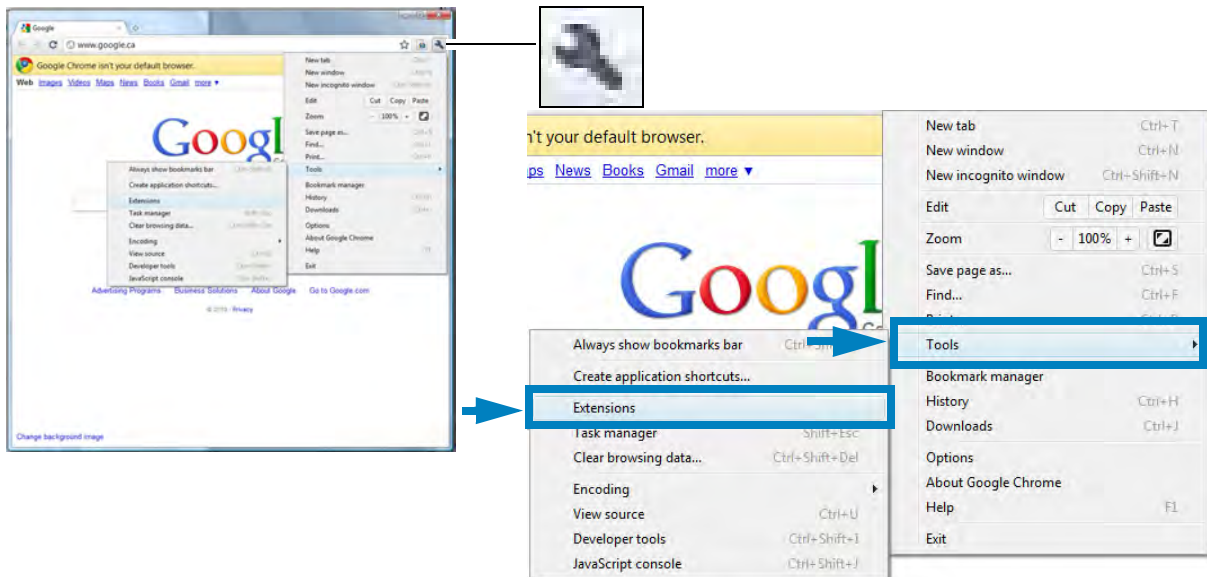 Google
www.google.ca
Google Chrome isn't your default browser.
Web Images Videos Maps News Books Gmail more ▼
Googl
New tab
New window
New incognito window
Edit Cut Copy Paste
Zoom - 100% +
Save page as...
Find...
Print...
Tools
Bookmark manager
History
Downloads
Options
About Google Chrome
Help
Exit
Always show bookmarks bar
Create application shortcuts...
Extensions
Task manager
Clear browsing data...
Encoding
View source
Developer tools
JavaScript console
Advertising Programs Business Solutions About Google Go to Google.com
Privacy
Change background image
n't your default browser.
ps News Books Gmail more ▼
Googl
New tab Ctrl+T
New window Ctrl+N
New incognito window Ctrl+Shift+N
Edit Cut Copy Paste
Zoom - 100% +
Save page as... Ctrl+S
Find... Ctrl+F
Tools
Bookmark manager
History Ctrl+H
Downloads Ctrl+J
Options
About Google Chrome
Help F1
Exit
Always show bookmarks bar
Create application shortcuts...
Extensions
Task manager Shift+Esc
Clear browsing data... Ctrl+Shift+Del
Encoding
View source Ctrl+U
Developer tools Ctrl+Shift+I
JavaScript console Ctrl+Shift+J